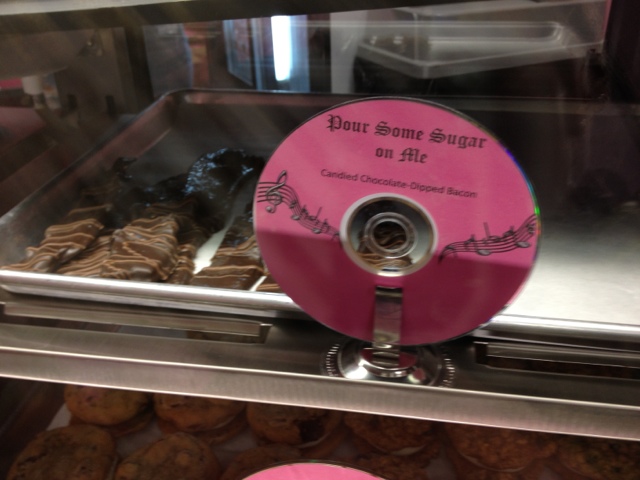 Pour Some Sugar
on Me
Candied Chocolate-Dipped Bacon